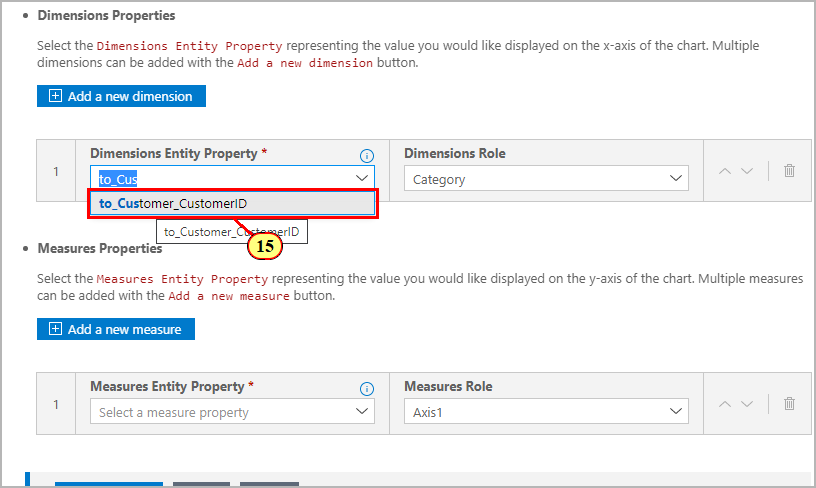 Dimensions Properties
Select the Dimensions Entity Property representing the value you would like displayed on the x-axis of the chart. Multiple
dimensions can be added with the Add a new dimension button.
Add a new dimension
Dimensions Entity Property *
Dimensions Role
1
to_Cus
Category
to_Customer_CustomerID
to_Customer_CustomerID
15
Measures Properties
Select the Measures Entity Property representing the value you would like displayed on the y-axis of the chart. Multiple measures
can be added with the Add a new measure button.
Add a new measure
Measures Entity Property *
Measures Role
1
Select a measure property
Axis1